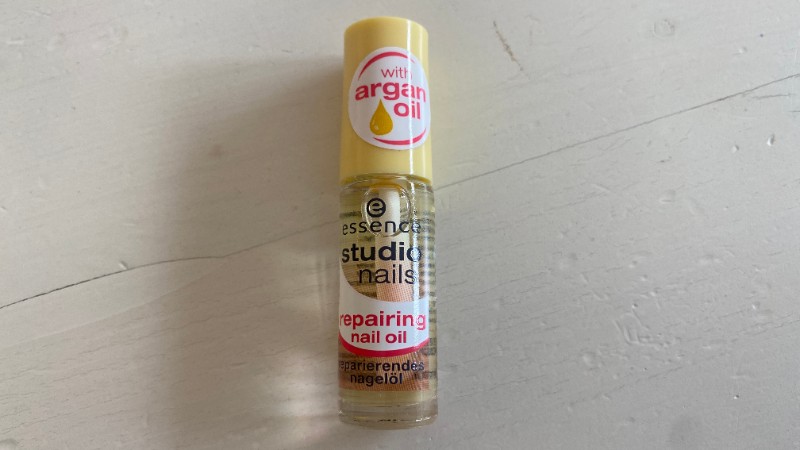 with
argan
oil
essence
studio
nails
repairing
nail oil
reparierendes
nagelöl